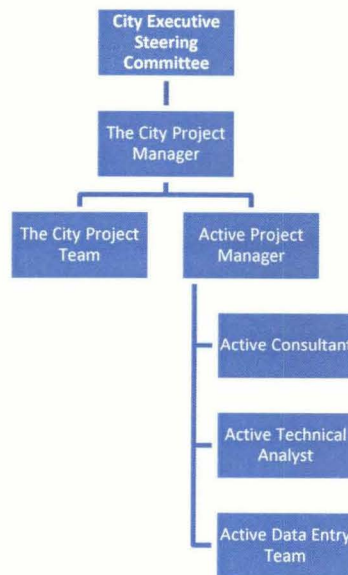 City Executive
Steering
Committee
The City Project
Manager
The City Project
Team
Active Project
Manager
Active Consultant
Active Technical
Analyst
Active Data Entry
Team